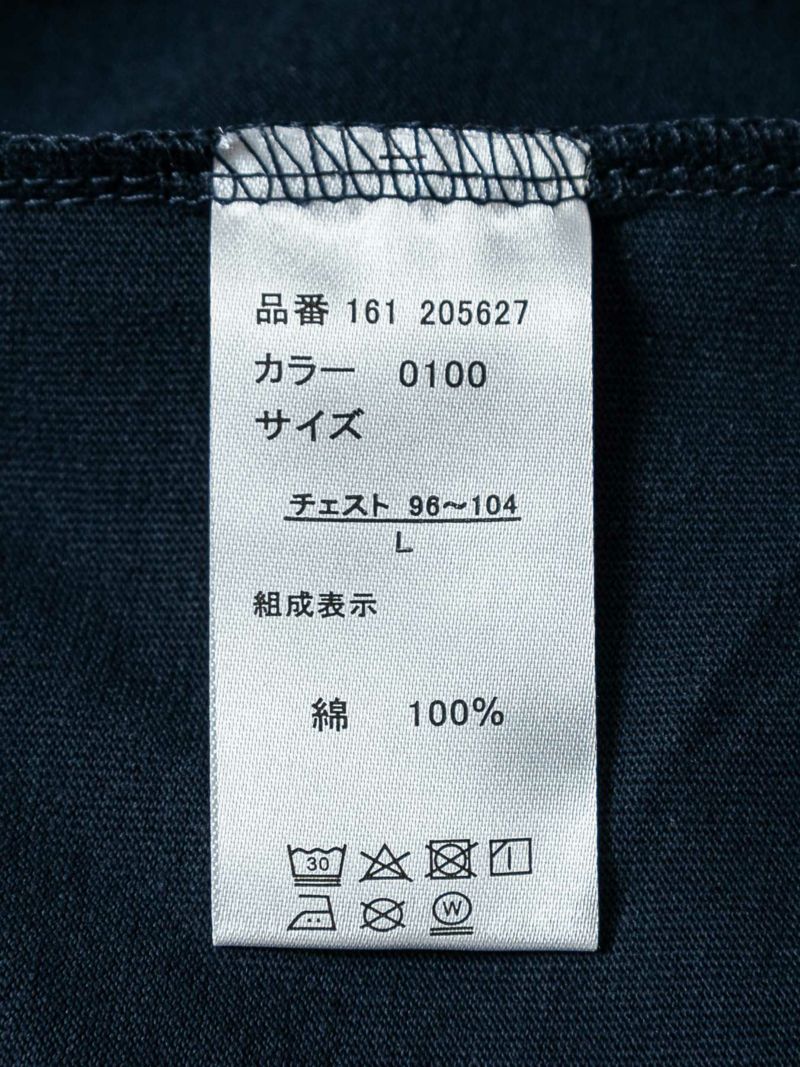 品番 161 205627
カラー 0100
サイズ
チェスト 96～104
L
組成表示
綿 100%
30
W